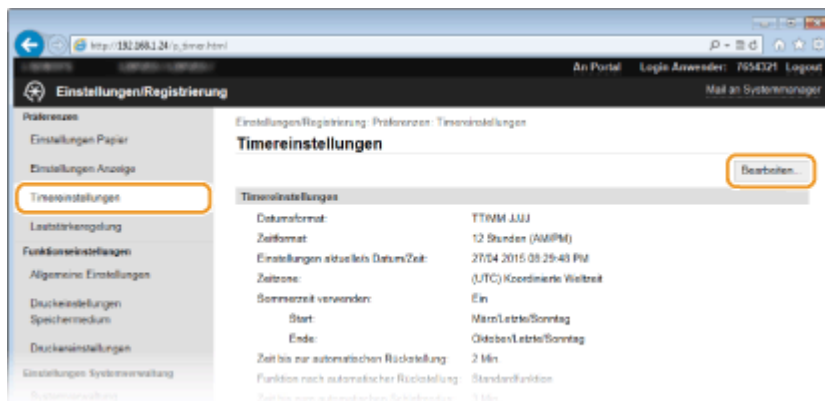 http://192.168.1.24/p_timer.html
An Portal Login Anwender: 7654321 Logout
Einstellungen/Registrierung
Mail an Systemmanager
Präferenzen
Einstellungen Papier
Einstellungen Anzeige
Timereinstellungen
Lautstärkeregelung
Funktionseinstellungen
Allgemeine Einstellungen
Druckeinstellungen
Speichermedium
Druckereinstellungen
Einstellungen Systemverwaltung
Einstellungen/Registrierung: Präferenzen: Timereinstellungen
Timereinstellungen
Bearbeiten...
Timereinstellungen
Datumsformat: TT/MM JJJJ
Zeitformat: 12 Stunden (AM/PM)
Einstellungen aktuelle/s Datum/Zeit: 27/04 2015 08:29:48 PM
Zeitzone: (UTC) Koordinierte Weltzeit
Sommerzeit verwenden: Ein
Start: März/Letzte/Sonntag
Ende: Oktober/Letzte/Sonntag
Zeit bis zur automatischen Rückstellung: 2 Min.
Funktion nach automatischer Rückstellung: Standardfunktion